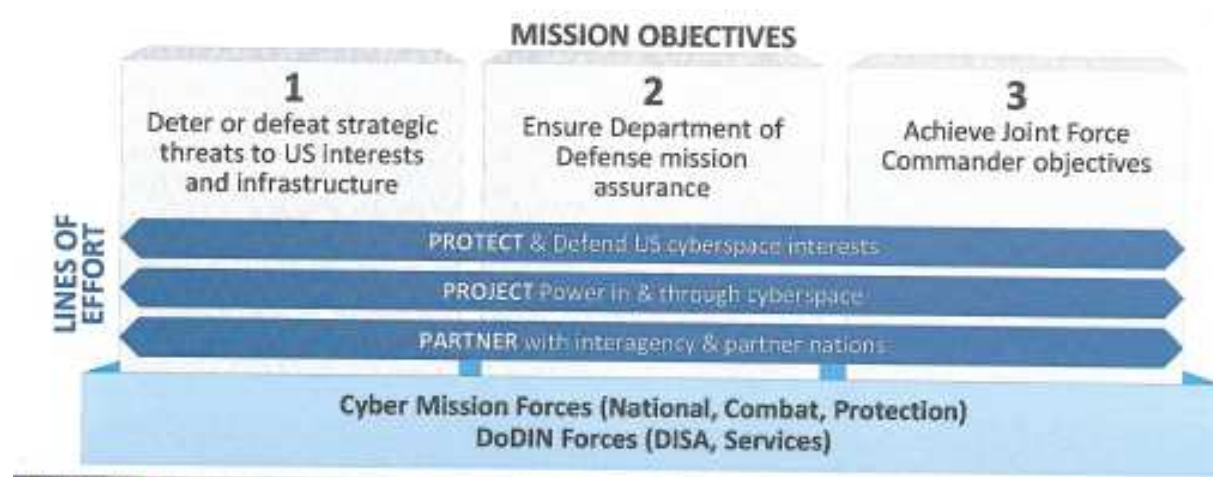 MISSION OBJECTIVES
1
Deter or defeat strategic
threats to US interests
and infrastructure
2
Ensure Department of
Defense mission
assurance
3
Achieve Joint Force
Commander objectives
LINES OF
EFFORT
PROTECT & Defend US cyberspace interests
PROJECT Power in & through cyberspace
PARTNER with interagency & partner nations
Cyber Mission Forces (National, Combat, Protection)
DoDIN Forces (DISA, Services)